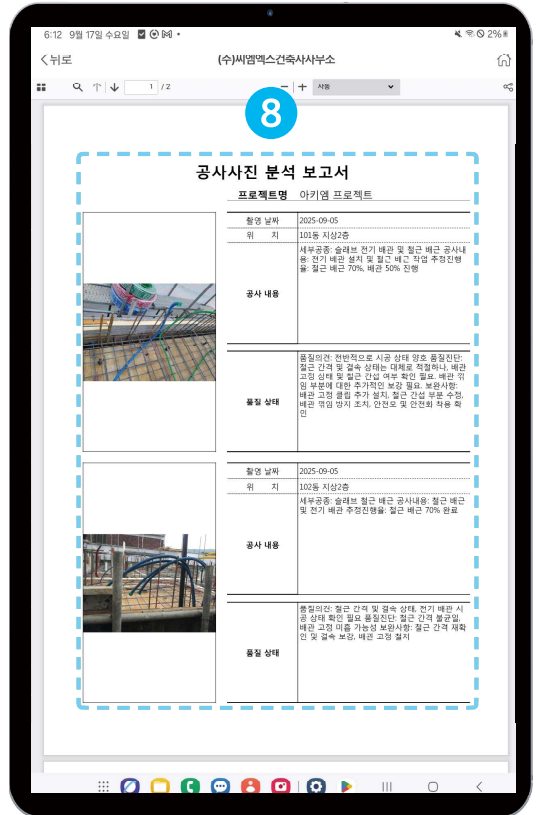 6:12 9월 17일 수요일 2%
뒤로
(수)씨엠엑스건축사사무소
1 /2
자동
8
공사사진 분석 보고서
프로젝트명 아키엠 프로젝트
촬영 날짜 2025-09-05
위 치 101동 지상2층
공사 내용
세부공종: 슬래브 전기 배관 및 철근 배근 공사내
용: 전기 배관 설치 및 철근 배근 작업 추정진행
율: 철근 배근 70%, 배관 50% 진행
품질 상태
품질의견: 전반적으로 시공 상태 양호 품질진단:
철근 간격 및 결속 상태는 대체로 적절하나, 배관
고정 상태 및 철근 간섭 여부 확인 필요. 배관 꺾
임 부분에 대한 추가적인 보강 필요. 보완사항:
배관 고정 클립 추가 설치, 철근 간섭 부분 수정,
배관 꺾임 방지 조치, 안전모 및 안전화 착용 확
인
촬영 날짜 2025-09-05
위 치 102동 지상2층
공사 내용
세부공종: 슬래브 철근 배근 공사내용: 철근 배근
및 전기 배관 추정진행율: 철근 배근 70% 완료
품질 상태
품질의견: 철근 간격 및 결속 상태, 전기 배관 시
공 상태 확인 필요 품질진단: 철근 간격 불균일,
배관 고정 미흡 가능성 보완사항: 철근 간격 재확
인 및 결속 보강, 배관 고정 철저